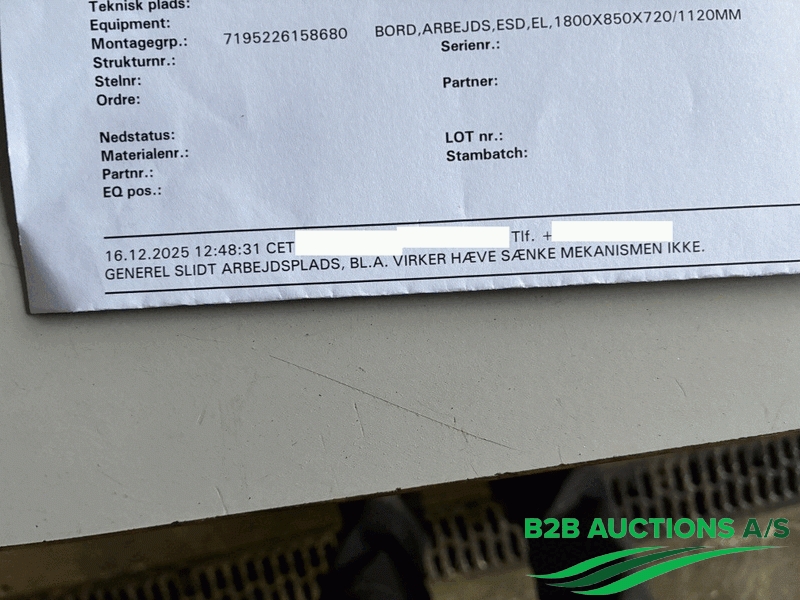 Teknisk plads:
Equipment:
Montagegrp.: 7195226158680 BORD,ARBEJDS,ESD,EL,1800X850X720/1120MM
Strukturnr.: Serienr.:
Stelnr:
Ordre: Partner:
Nedstatus: LOT nr.:
Materialenr.: Stambatch:
Partnr.:
EQ pos.:
16.12.2025 12:48:31 CET Tlf. +
GENEREL SLIDT ARBEJDSPLADS, BL.A. VIRKER HÆVE SÆNKE MEKANISMEN IKKE.
B2B AUCTIONS A/S